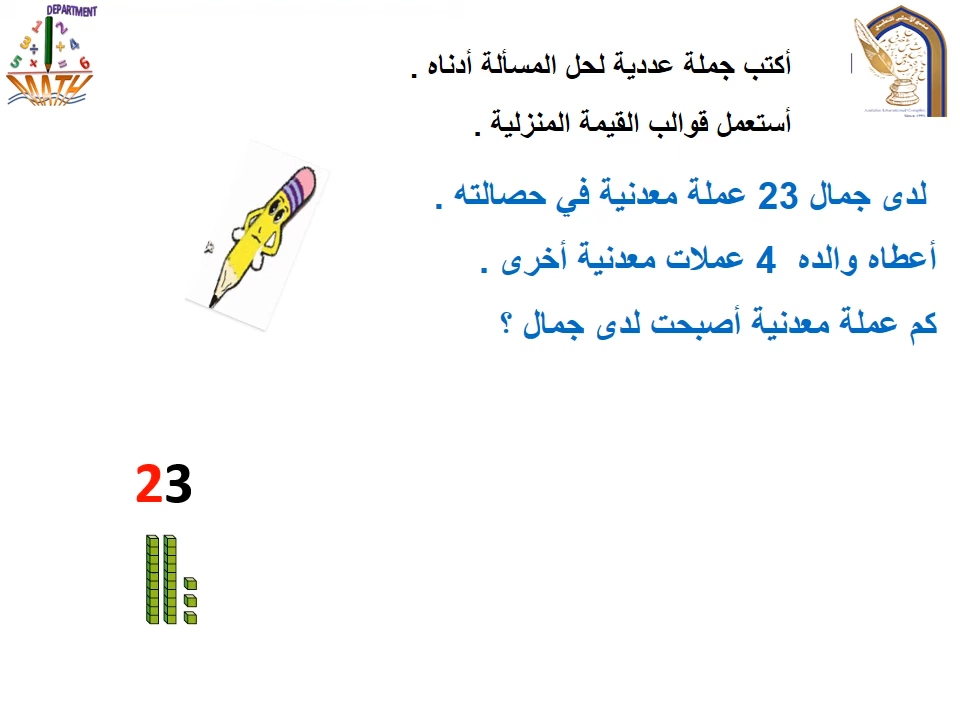 DEPARTMENT
MATH
أكتب جملة عددية لحل المسألة أدناه .
أستعمل قوالب القيمة المنزلية .
لدى جمال 23 عملة معدنية في حصالته .
أعطاه والده 4 عملات معدنية أخرى .
كم عملة معدنية أصبحت لدى جمال ؟
23